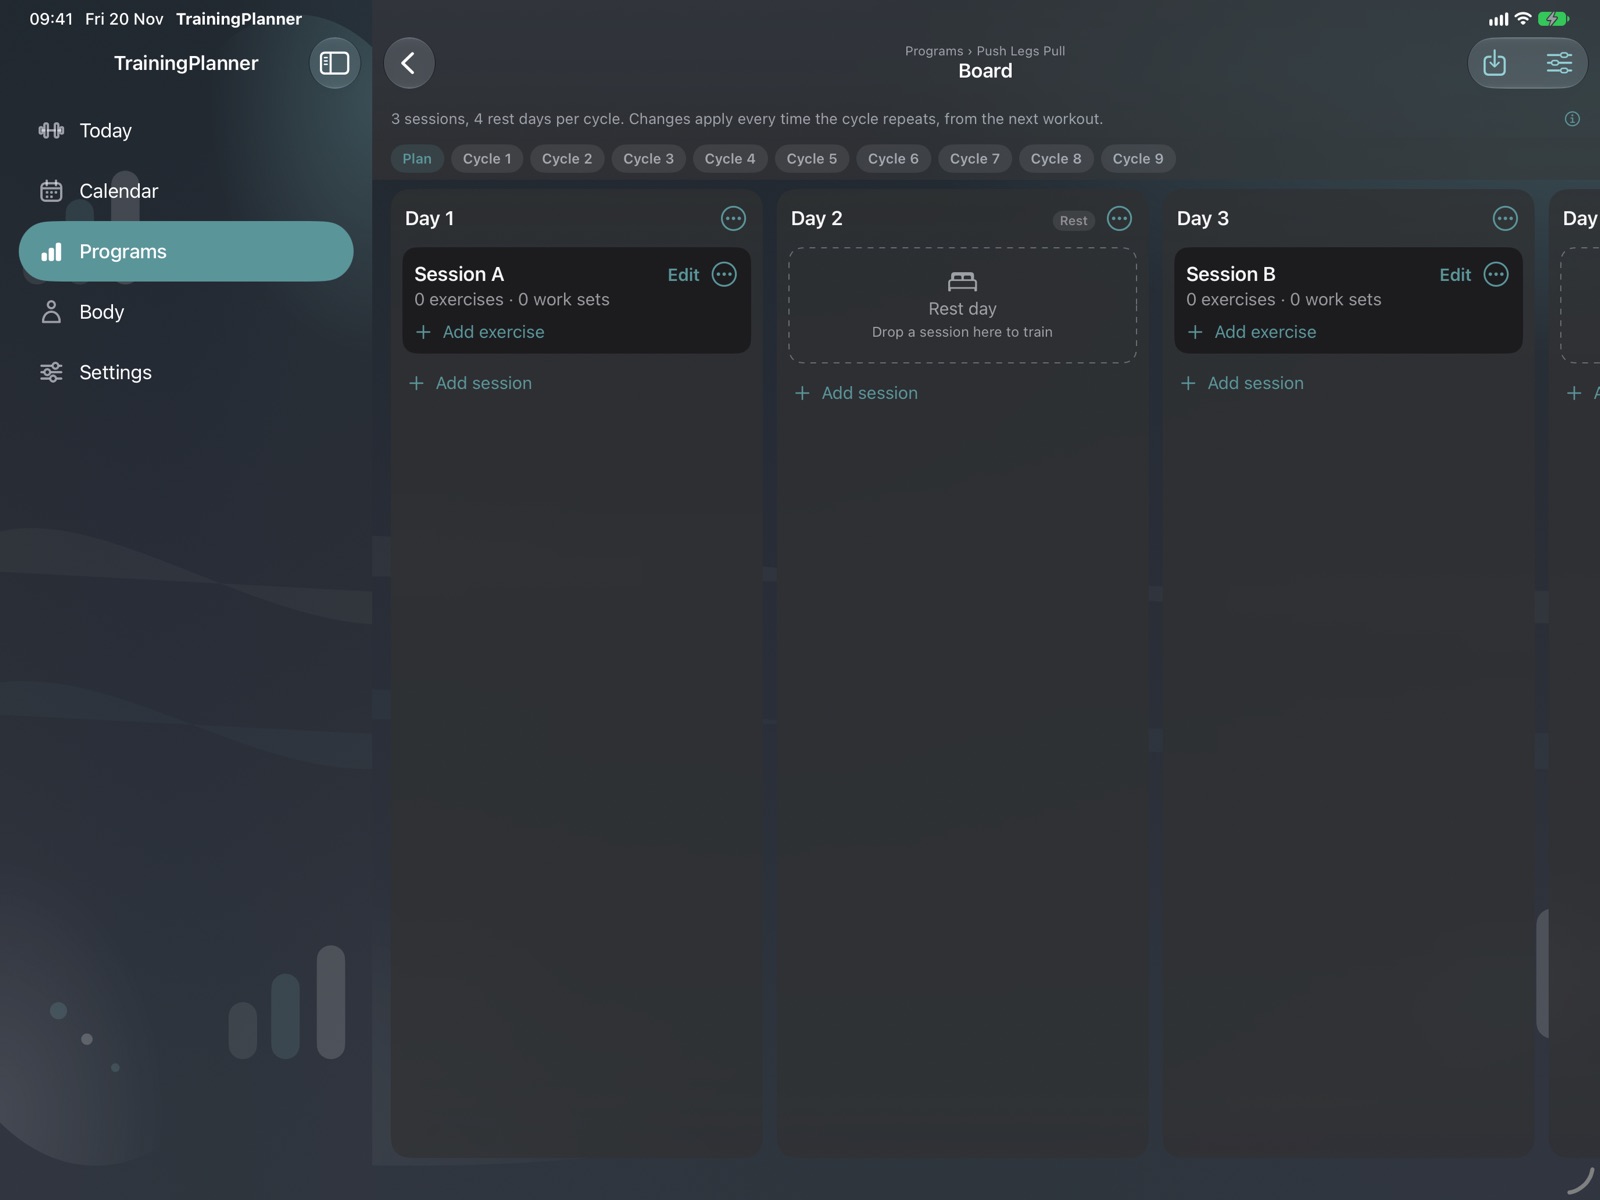 09:41 Fri 20 Nov TrainingPlanner
TrainingPlanner
Today
Calendar
Programs
Body
Settings
Programs › Push Legs Pull
Board
3 sessions, 4 rest days per cycle. Changes apply every time the cycle repeats, from the next workout.
Plan Cycle 1 Cycle 2 Cycle 3 Cycle 4 Cycle 5 Cycle 6 Cycle 7 Cycle 8 Cycle 9
Day 1
Session A Edit
0 exercises · 0 work sets
+ Add exercise
+ Add session
Day 2 Rest
Rest day
Drop a session here to train
+ Add session
Day 3
Session B Edit
0 exercises · 0 work sets
+ Add exercise
+ Add session
Day
+